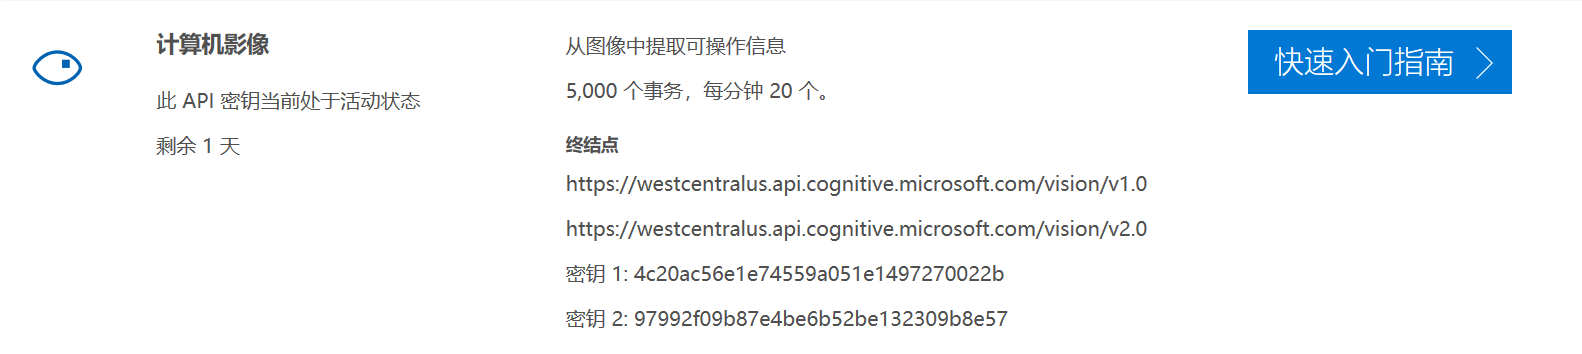 计算机影像
此 API 密钥当前处于活动状态
剩余 1 天
从图像中提取可操作信息
5,000 个事务，每分钟 20 个。
终结点
https://westcentralus.api.cognitive.microsoft.com/vision/v1.0
https://westcentralus.api.cognitive.microsoft.com/vision/v2.0
密钥 1: 4c20ac56e1e74559a051e1497270022b
密钥 2: 97992f09b87e4be6b52be132309b8e57
快速入门指南